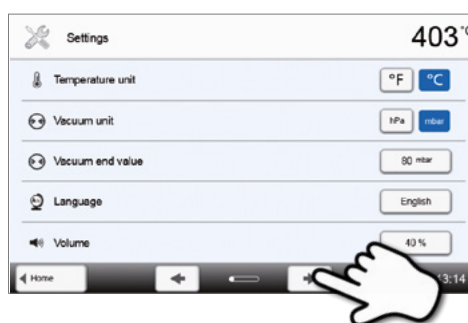 Settings 403 °C
Temperature unit °F °C
Vacuum unit hPa mbar
Vacuum end value 80 mbar
Language English
Volume 40 %
Home 13:14